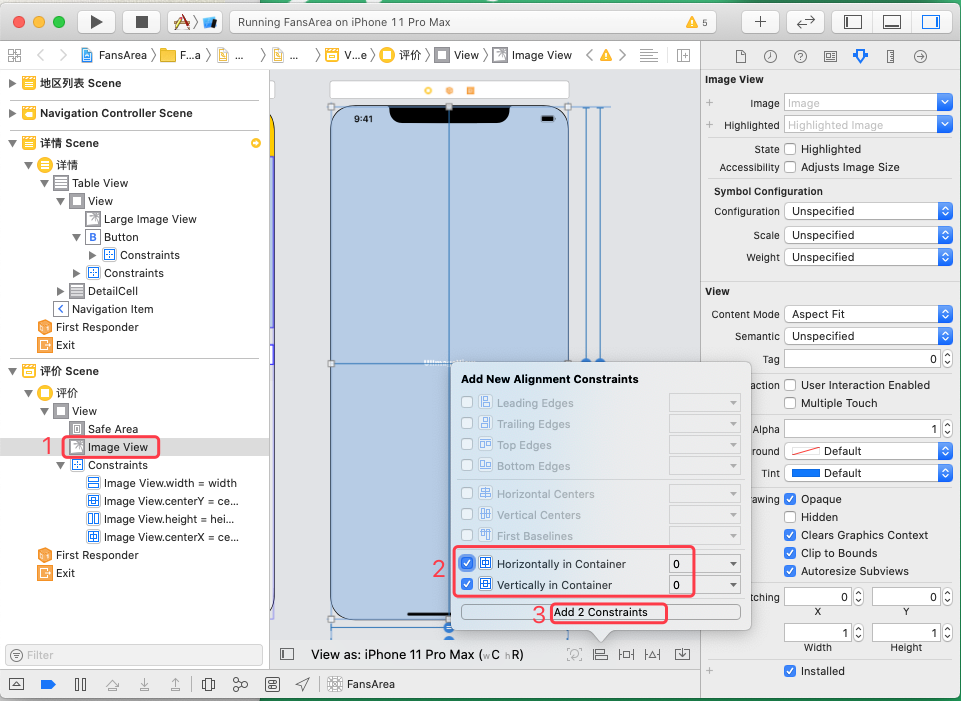 Running FansArea on iPhone 11 Pro Max
5
FansArea
F...a
...
...
V...e
评价
View
Image View
地区列表 Scene
Navigation Controller Scene
详情 Scene
详情
Table View
View
Large Image View
B Button
Constraints
Constraints
DetailCell
Navigation Item
First Responder
Exit
评价 Scene
评价
View
Safe Area
1
Image View
Constraints
Image View.width = width
Image View.centerY = ce...
Image View.height = hei...
Image View.centerX = ce...
First Responder
Exit
Filter
9:41
Add New Alignment Constraints
Leading Edges
Trailing Edges
Top Edges
Bottom Edges
Horizontal Centers
Vertical Centers
First Baselines
2
Horizontally in Container 0
Vertically in Container 0
3
Add 2 Constraints
View as: iPhone 11 Pro Max (wC hR)
FansArea
Image View
Image Image
Highlighted Highlighted Image
State Highlighted
Accessibility Adjusts Image Size
Symbol Configuration
Configuration Unspecified
Scale Unspecified
Weight Unspecified
View
Content Mode Aspect Fit
Semantic Unspecified
Tag 0
action User Interaction Enabled
Multiple Touch
Alpha 1
round Default
Tint Default
awing Opaque
Hidden
Clears Graphics Context
Clip to Bounds
Autoresize Subviews
tching 0 0
X Y
1 1
Width Height
Installed